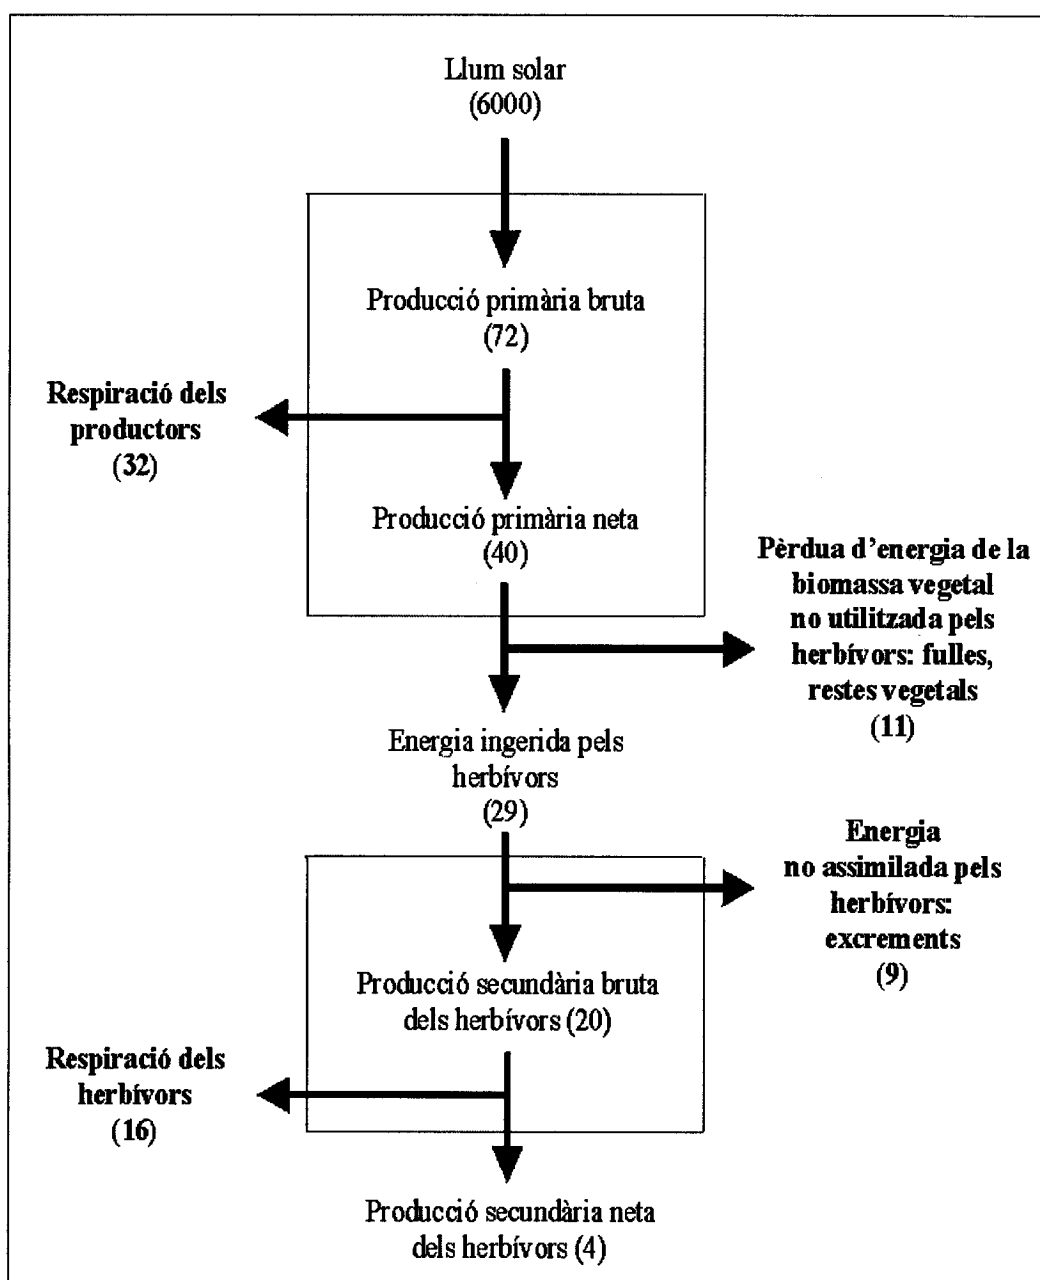 Llum solar
(6000)
Producció primària bruta
(72)
Respiració dels
productors
(32)
Producció primària neta
(40)
Pèrdua d'energia de la
biomassa vegetal
no utilitzada pels
herbívors: fulles,
restes vegetals
(11)
Energia ingerida pels
herbívors
(29)
Energia
no assimilada pels
herbívors:
excrements
(9)
Producció secundària bruta
dels herbívors (20)
Respiració dels
herbívors
(16)
Producció secundària neta
dels herbívors (4)